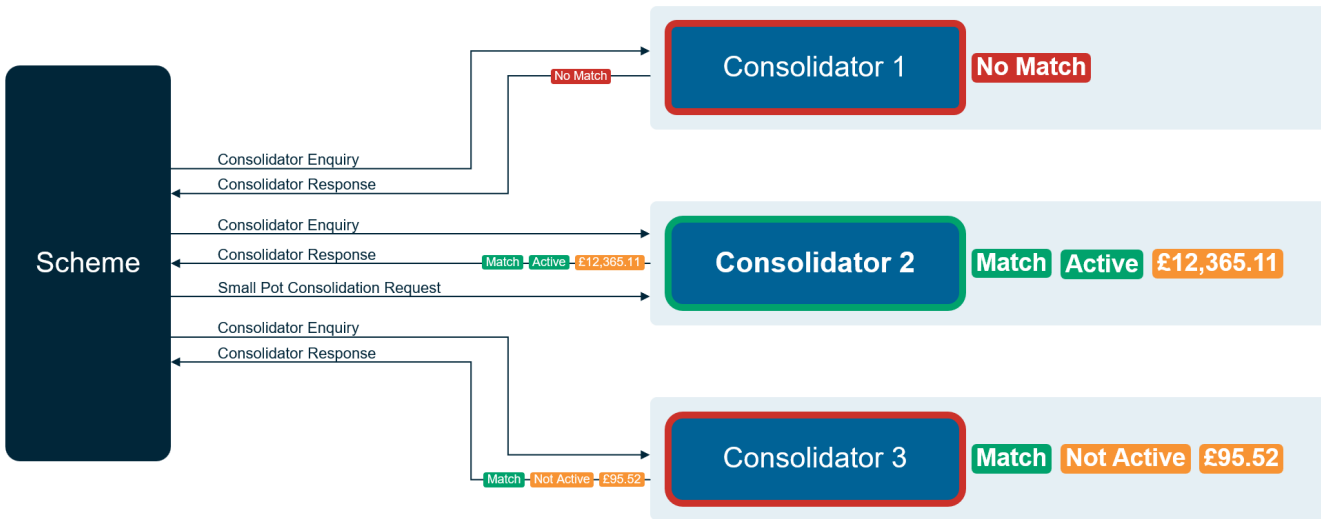 Scheme
Consolidator Enquiry
Consolidator Response
No Match
Consolidator 1
No Match
Consolidator Enquiry
Consolidator Response
Match Active £12,365.11
Small Pot Consolidation Request
Consolidator 2
Match Active £12,365.11
Consolidator Enquiry
Consolidator Response
Match Not Active £95.52
Consolidator 3
Match Not Active £95.52